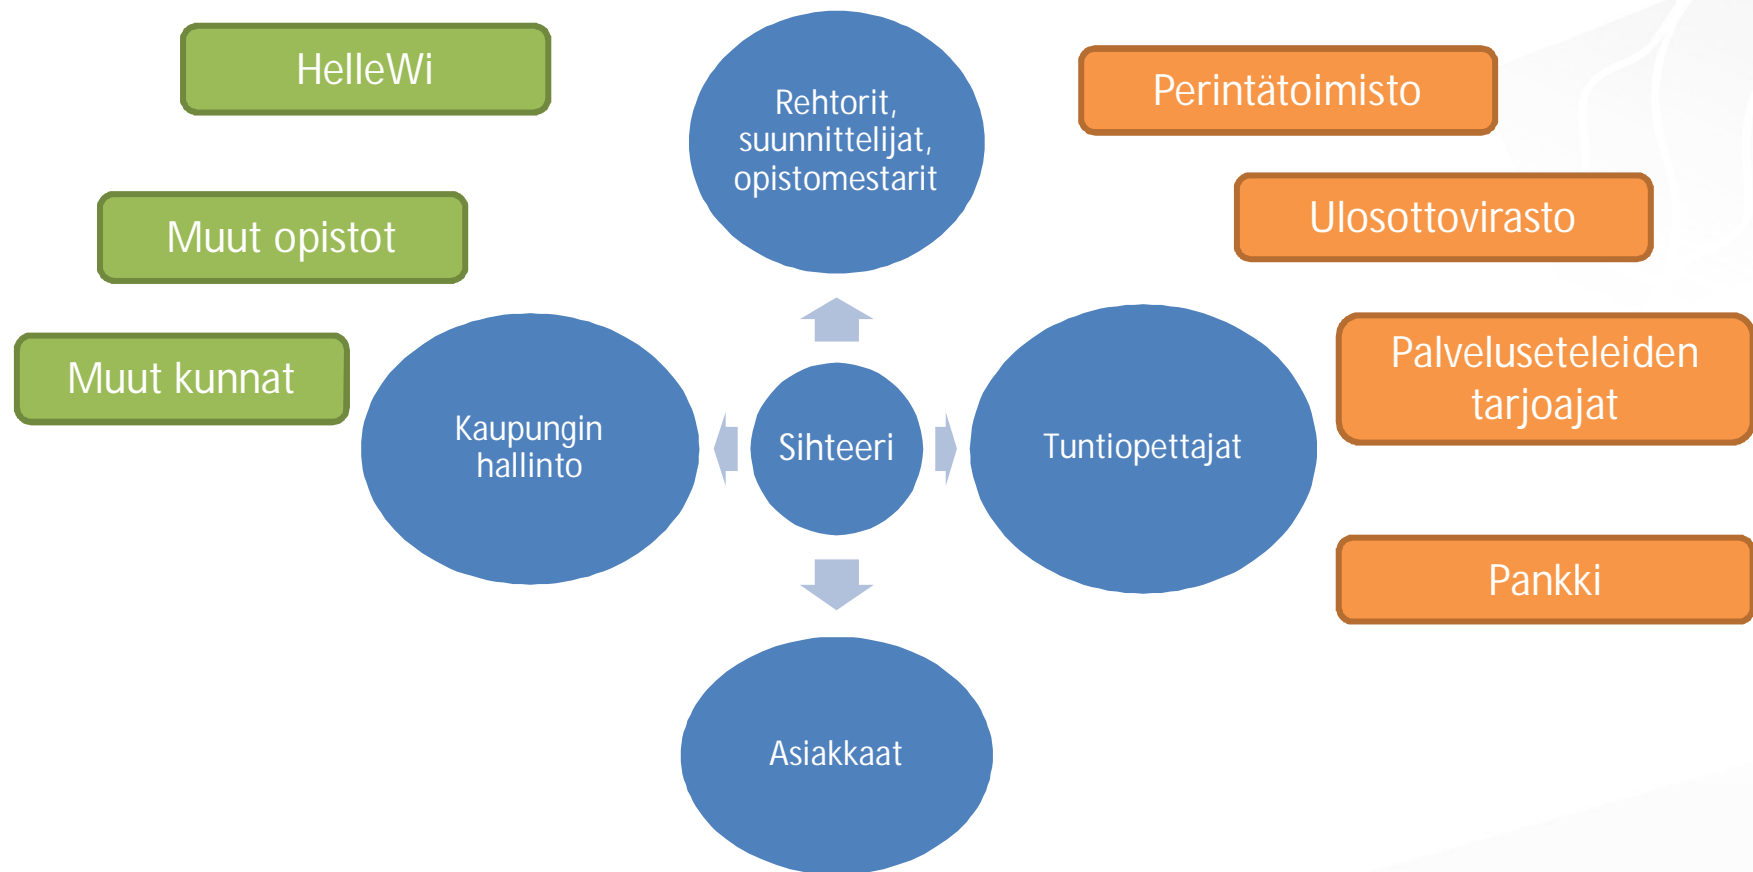 HelleWi
Muut opistot
Muut kunnat
Rehtorit,
suunnittelijat,
opistomestarit
Kaupungin
hallinto
Sihteeri
Tuntiopettajat
Asiakkaat
Perintätoimisto
Ulosottovirasto
Palveluseteleiden
tarjoajat
Pankki